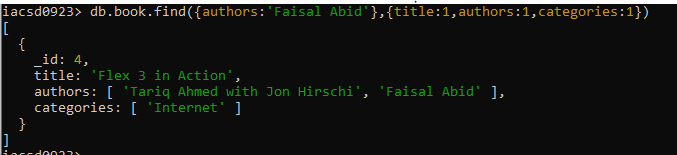 iacsd0923> db.book.find({authors:'Faisal Abid'},{title:1,authors:1,categories:1})
[
  {
    _id: 4,
    title: 'Flex 3 in Action',
    authors: [ 'Tariq Ahmed with Jon Hirschi', 'Faisal Abid' ],
    categories: [ 'Internet' ]
  }
]
iacsd0923>